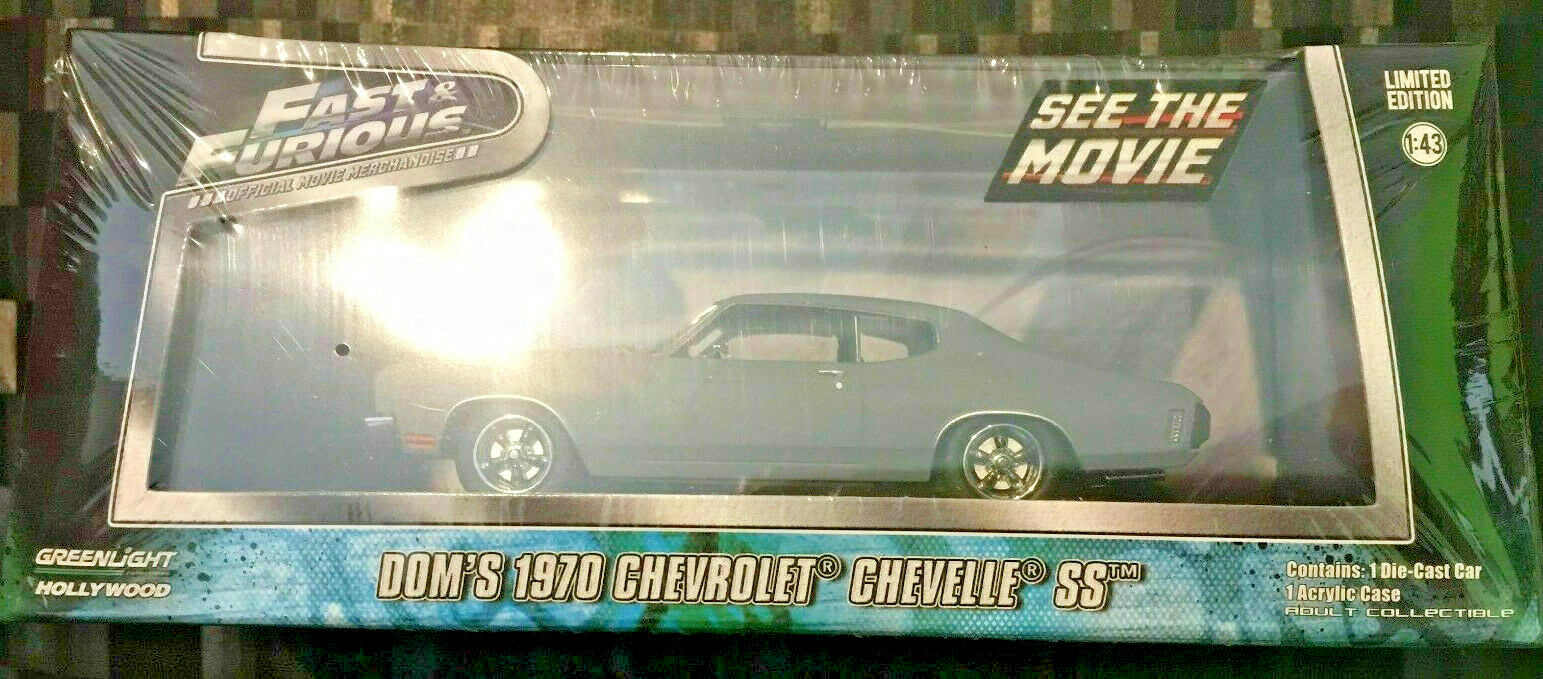 FAST &
FURIOUS
OFFICIAL MOVIE MERCHANDISE
SEE THE
MOVIE
LIMITED
EDITION
1:43
GREENLIGHT
HOLLYWOOD
DOM'S 1970 CHEVROLET® CHEVELLE® SS™
Contains: 1 Die-Cast Car
1 Acrylic Case
ADULT COLLECTIBLE